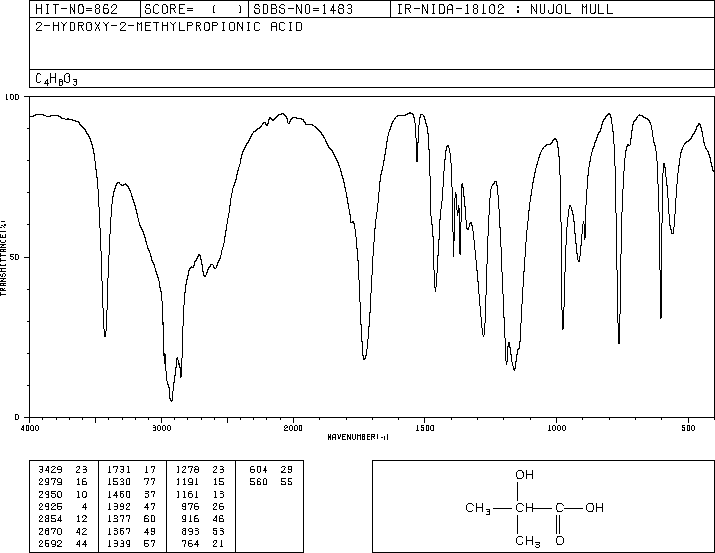 HIT-NO=862 SCORE= ( ) SDBS-NO=1483 IR-NIDA-18102 : NUJOL MULL
2-HYDROXY-2-METHYLPROPIONIC ACID
C4H8O3
100
TRANSMITTANCE(%)
50
0
4000 3000 2000 1500 1000 500
WAVENUMBER(-1)
3429 23 1731 17 1278 23 604 29
2979 16 1530 77 1191 15 560 55
2950 10 1460 37 1161 13
2925 4 1392 47 976 26
2854 12 1377 60 916 46
2670 42 1367 49 893 53
2592 44 1339 57 764 21
OH
CH3 C C OH
CH3 O